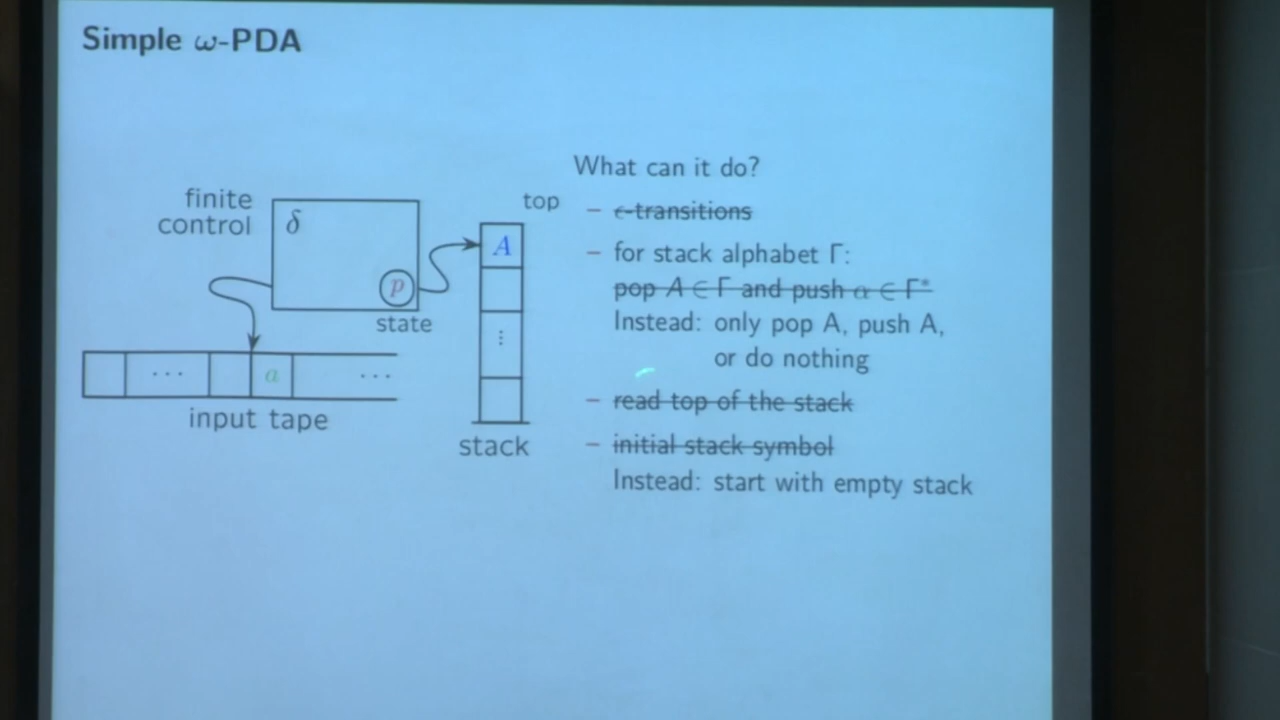 Simple ω-PDA
finite
control
δ
p
state
top
A
⋮
stack
... a ...
input tape
What can it do?
– ϵ-transitions
– for stack alphabet Γ:
pop A ∈ Γ and push α ∈ Γ*
Instead: only pop A, push A,
or do nothing
– read top of the stack
– initial stack symbol
Instead: start with empty stack